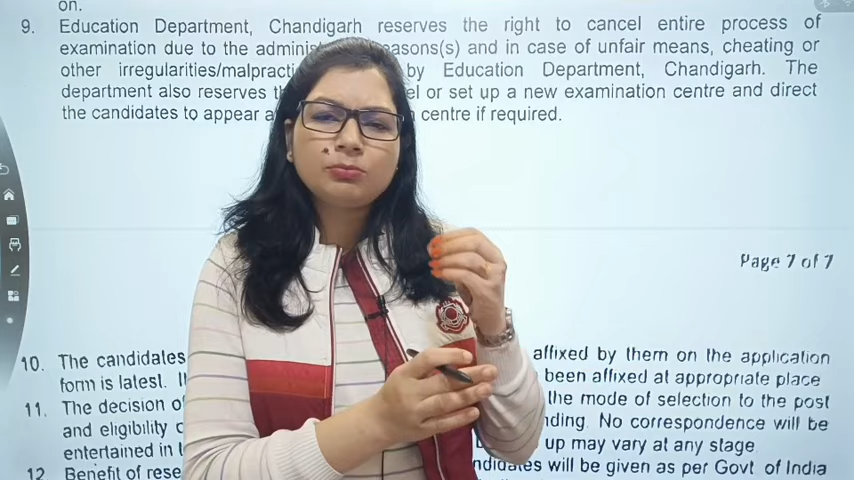 on.
9. Education Department, Chandigarh reserves the right to cancel entire process of
examination due to the administ easons(s) and in case of unfair means, cheating or
other irregularities/malpract by Education Department, Chandigarh. The
department also reserves el or set up a new examination centre and direct
the candidates to appear centre if required.
Page 7 of 7
10. The candidates affixed by them on the application
form is latest. been affixed at appropriate place
11. The decision the mode of selection to the post
and eligibility ding. No correspondence will be
entertained in up may vary at any stage.
12 Benefit of res ndidates will be given as per Govt of India